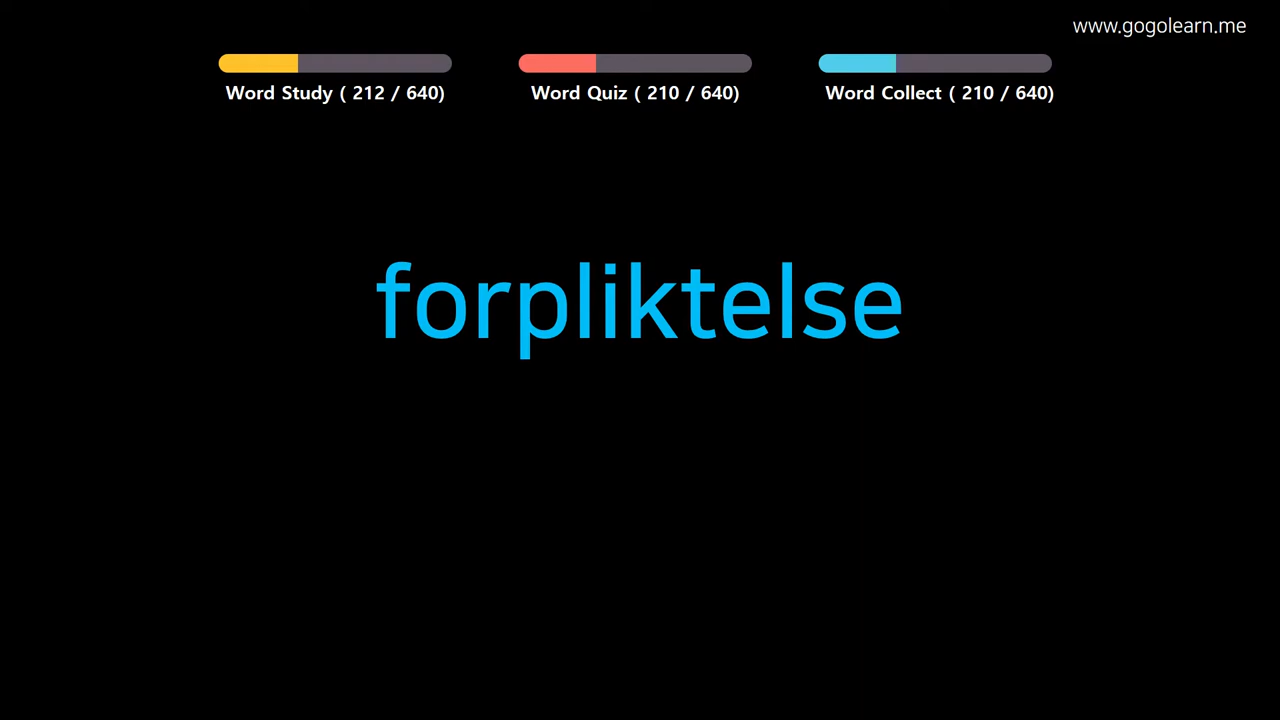 www.gogolearn.me
Word Study ( 212 / 640)
Word Quiz ( 210 / 640)
Word Collect ( 210 / 640)
forpliktelse